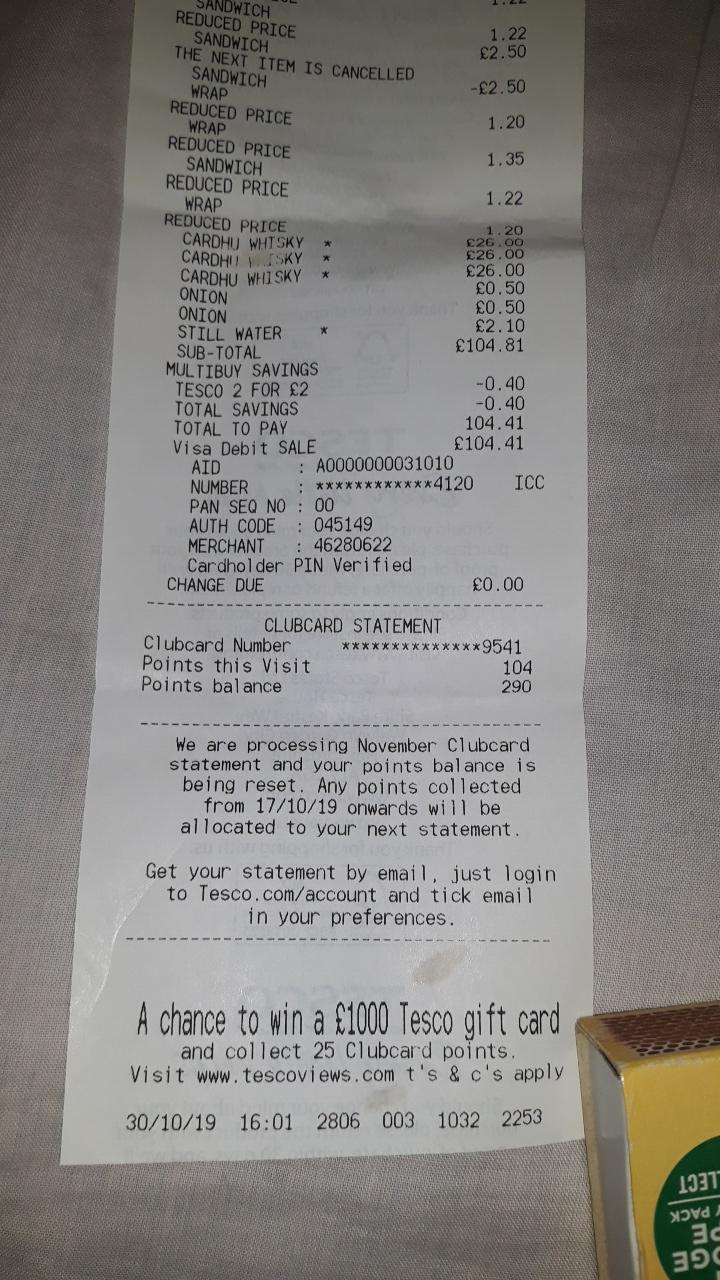 SANDWICH 1.22
REDUCED PRICE
SANDWICH 1.22
THE NEXT ITEM IS CANCELLED £2.50
SANDWICH
WRAP -£2.50
REDUCED PRICE
WRAP 1.20
REDUCED PRICE
SANDWICH 1.35
REDUCED PRICE
WRAP 1.22
REDUCED PRICE
CARDHU WHISKY * 1.20
CARDHU WHISKY * £26.00
CARDHU WHISKY * £26.00
ONION £26.00
ONION £0.50
STILL WATER * £0.50
SUB-TOTAL £2.10
MULTIBUY SAVINGS £104.81
TESCO 2 FOR £2 -0.40
TOTAL SAVINGS -0.40
TOTAL TO PAY 104.41
Visa Debit SALE £104.41
AID : A0000000031010
NUMBER : ************4120 ICC
PAN SEQ NO : 00
AUTH CODE : 045149
MERCHANT : 46280622
Cardholder PIN Verified
CHANGE DUE £0.00
CLUBCARD STATEMENT
Clubcard Number **************9541
Points this Visit 104
Points balance 290
We are processing November Clubcard
statement and your points balance is
being reset. Any points collected
from 17/10/19 onwards will be
allocated to your next statement.
Get your statement by email, just login
to Tesco.com/account and tick email
in your preferences.
A chance to win a £1000 Tesco gift card
and collect 25 Clubcard points.
Visit www.tescoviews.com t's & c's apply
30/10/19 16:01 2806 003 1032 2253
PACK